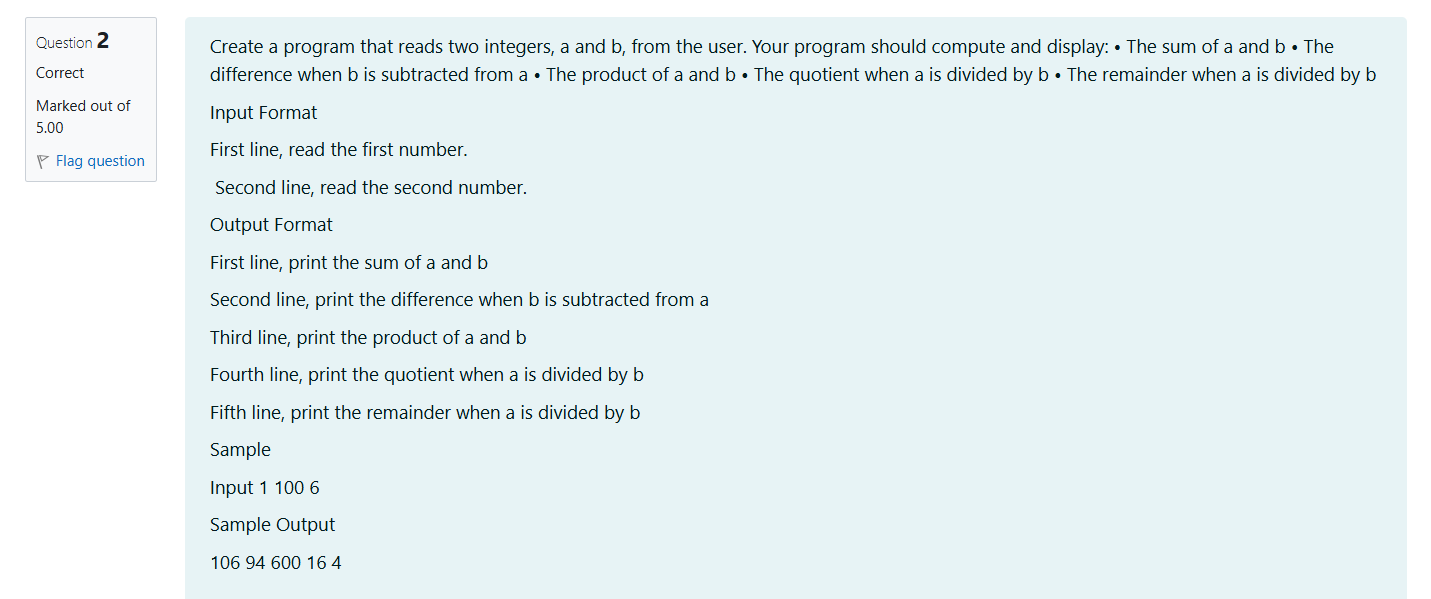 Question 2
Correct
Marked out of
5.00
Flag question
Create a program that reads two integers, a and b, from the user. Your program should compute and display: • The sum of a and b • The
difference when b is subtracted from a • The product of a and b • The quotient when a is divided by b • The remainder when a is divided by b
Input Format
First line, read the first number.
Second line, read the second number.
Output Format
First line, print the sum of a and b
Second line, print the difference when b is subtracted from a
Third line, print the product of a and b
Fourth line, print the quotient when a is divided by b
Fifth line, print the remainder when a is divided by b
Sample
Input 1 100 6
Sample Output
106 94 600 16 4